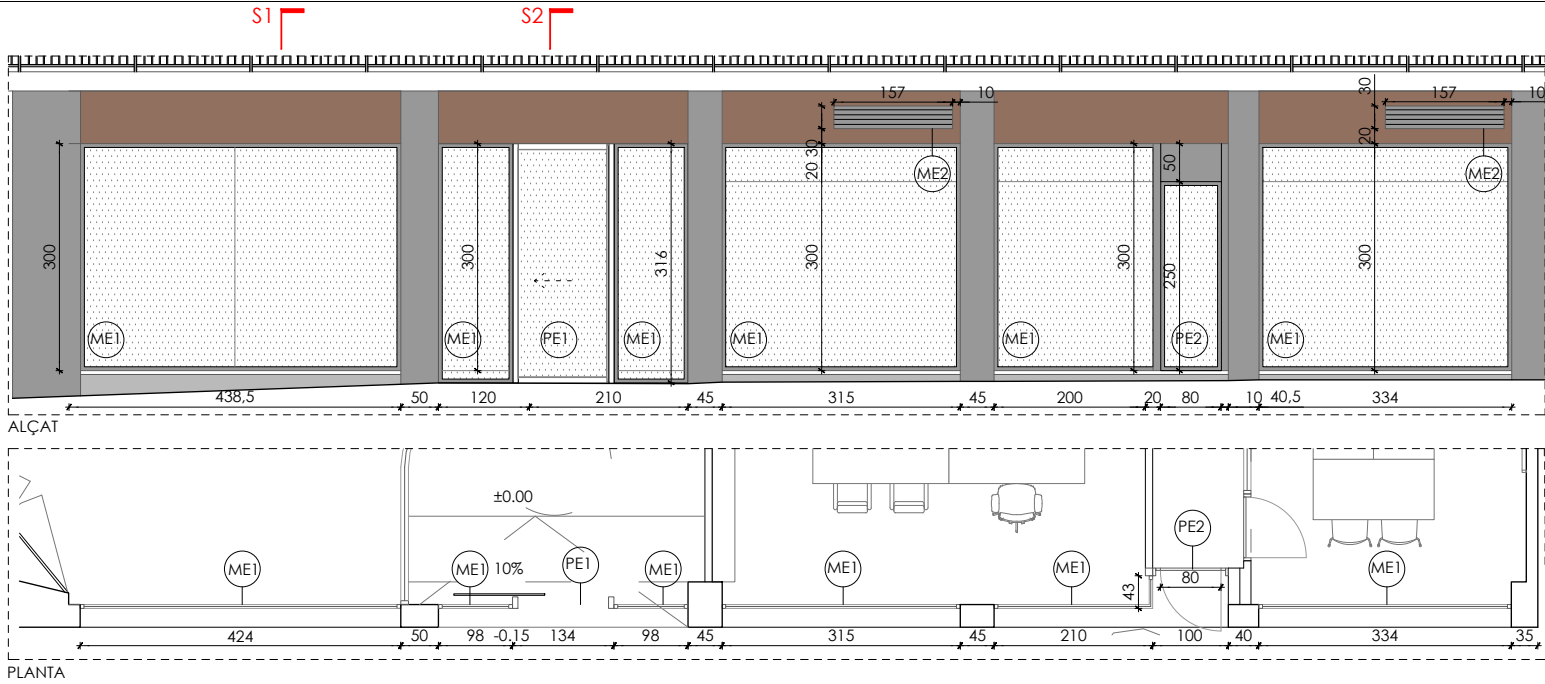 S1 S2
157 10 30 157 10
30 20 ME2 50 20 ME2
300 300 316 300 300 250 300
ME1 ME1 PE1 ME1 ME1 ME1 PE2 ME1
438,5 50 120 210 45 315 45 200 20 80 10 40,5 334
ALÇAT
±0.00
PE2
ME1 ME1 10% PE1 ME1 ME1 ME1 ME1
43 80
424 50 98 -0.15 134 98 45 315 45 210 100 40 334 35
PLANTA